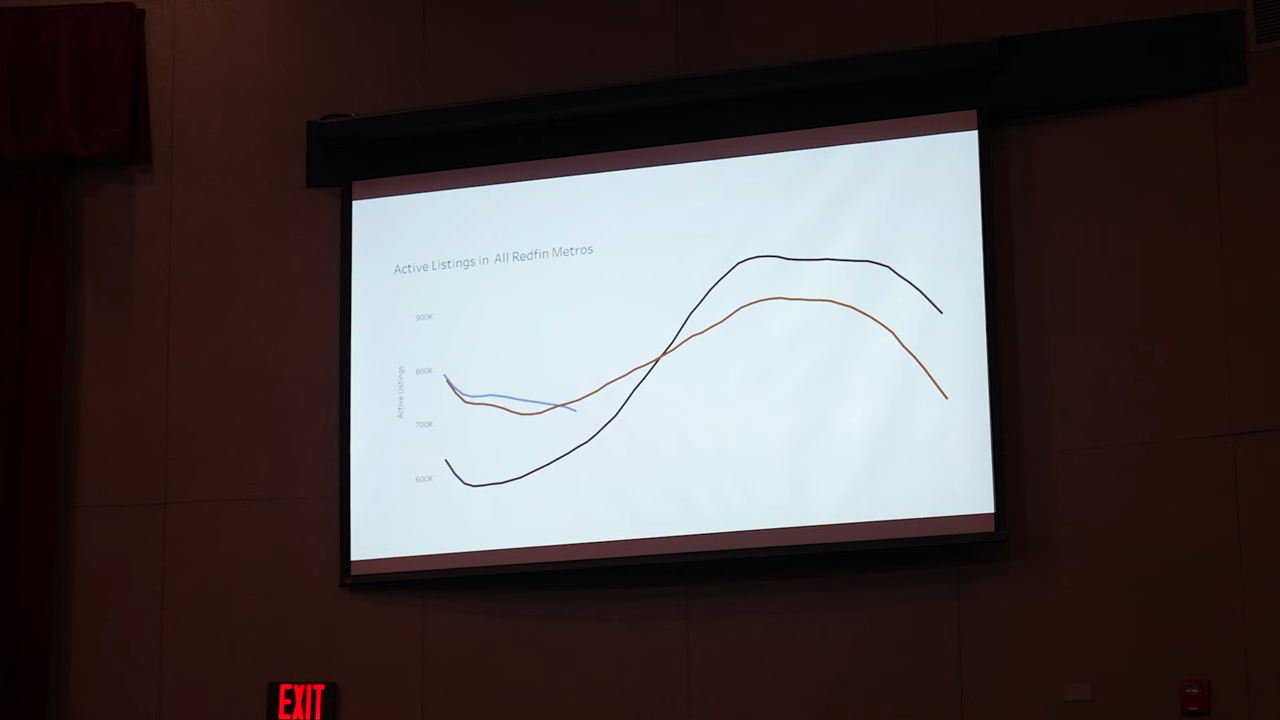 Active Listings in All Redfin Metros
900K
800K
Active Listings
700K
600K
EXIT